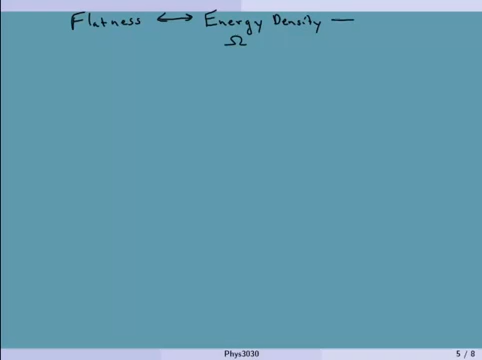 Flatness ⟷ Energy Density —
Ω
Phys3030
5 / 8